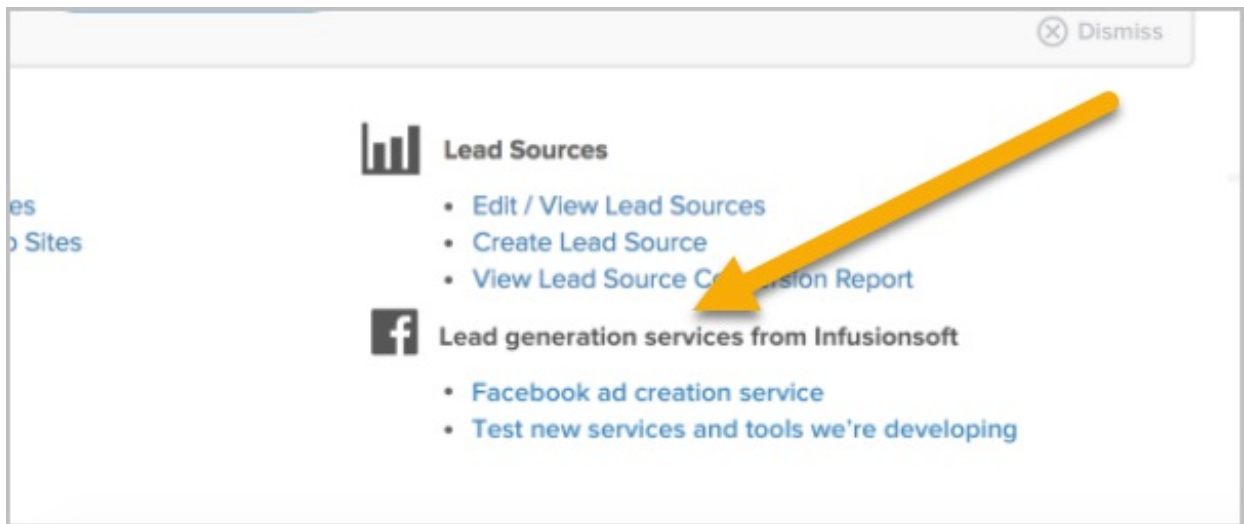 Dismiss
Lead Sources
es
• Edit / View Lead Sources
Sites
• Create Lead Source
• View Lead Source Report
Lead generation services from Infusionsoft
• Facebook ad creation service
• Test new services and tools we're developing